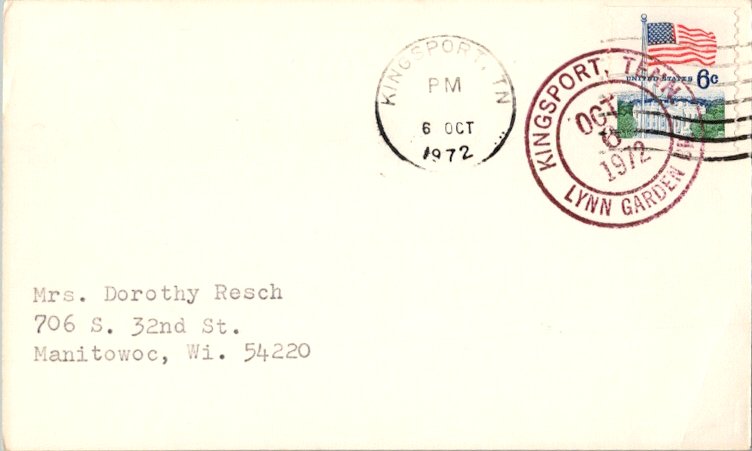 KINGSPORT, TN
PM
6 OCT
1972
KINGSPORT, TENN.
OCT
6
1972
LYNN GARDEN
UNITED STATES 6c
Mrs. Dorothy Resch
706 S. 32nd St.
Manitowoc, Wi. 54220